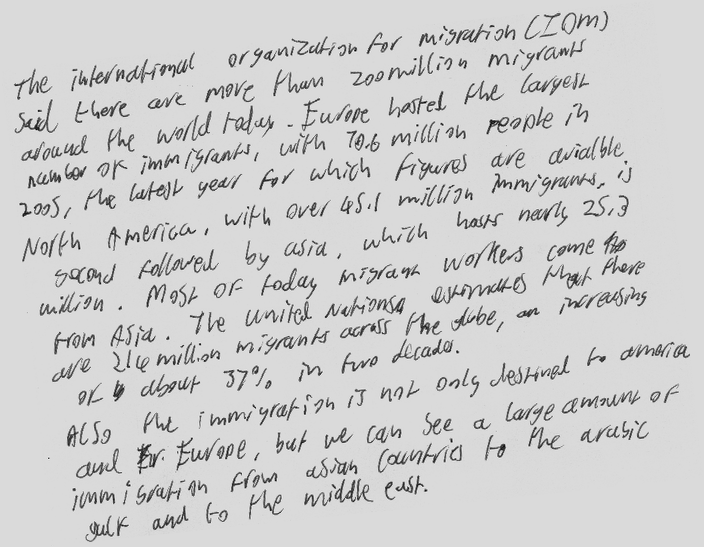 The international organization for migration (IOM)
said there are more than 200 million migrants
around the world today. Europe hosted the largest
number of immigrants, with 70.6 million people in
2005, the latest year for which figures are avialble.
North America, with over 45.1 million immigrants, is
second followed by asia, which hosts nearly 25.3
million. Most of today migrant workers come
from Asia. The united Nations estimates that there
are 214 million migrants across the globe, an increasing
of about 37% in two decades.
Also the immigration is not only destined to america
and Europe, but we can see a large amount of
immigration from asian countries to the arabic
gulf and to the middle east.